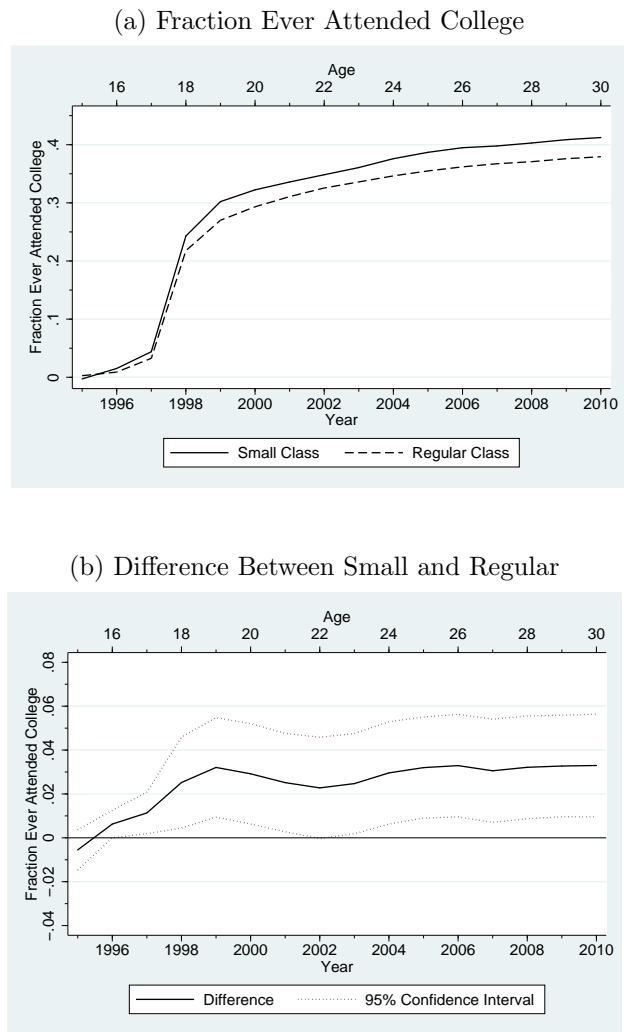 (a) Fraction Ever Attended College
Age
16 18 20 22 24 26 28 30
Fraction Ever Attended College
.4
.3
.2
.1
0
1996 1998 2000 2002 2004 2006 2008 2010
Year
Small Class Regular Class
(b) Difference Between Small and Regular
Age
16 18 20 22 24 26 28 30
Fraction Ever Attended College
.08
.06
.04
.02
0
-.02
-.04
1996 1998 2000 2002 2004 2006 2008 2010
Year
Difference 95% Confidence Interval